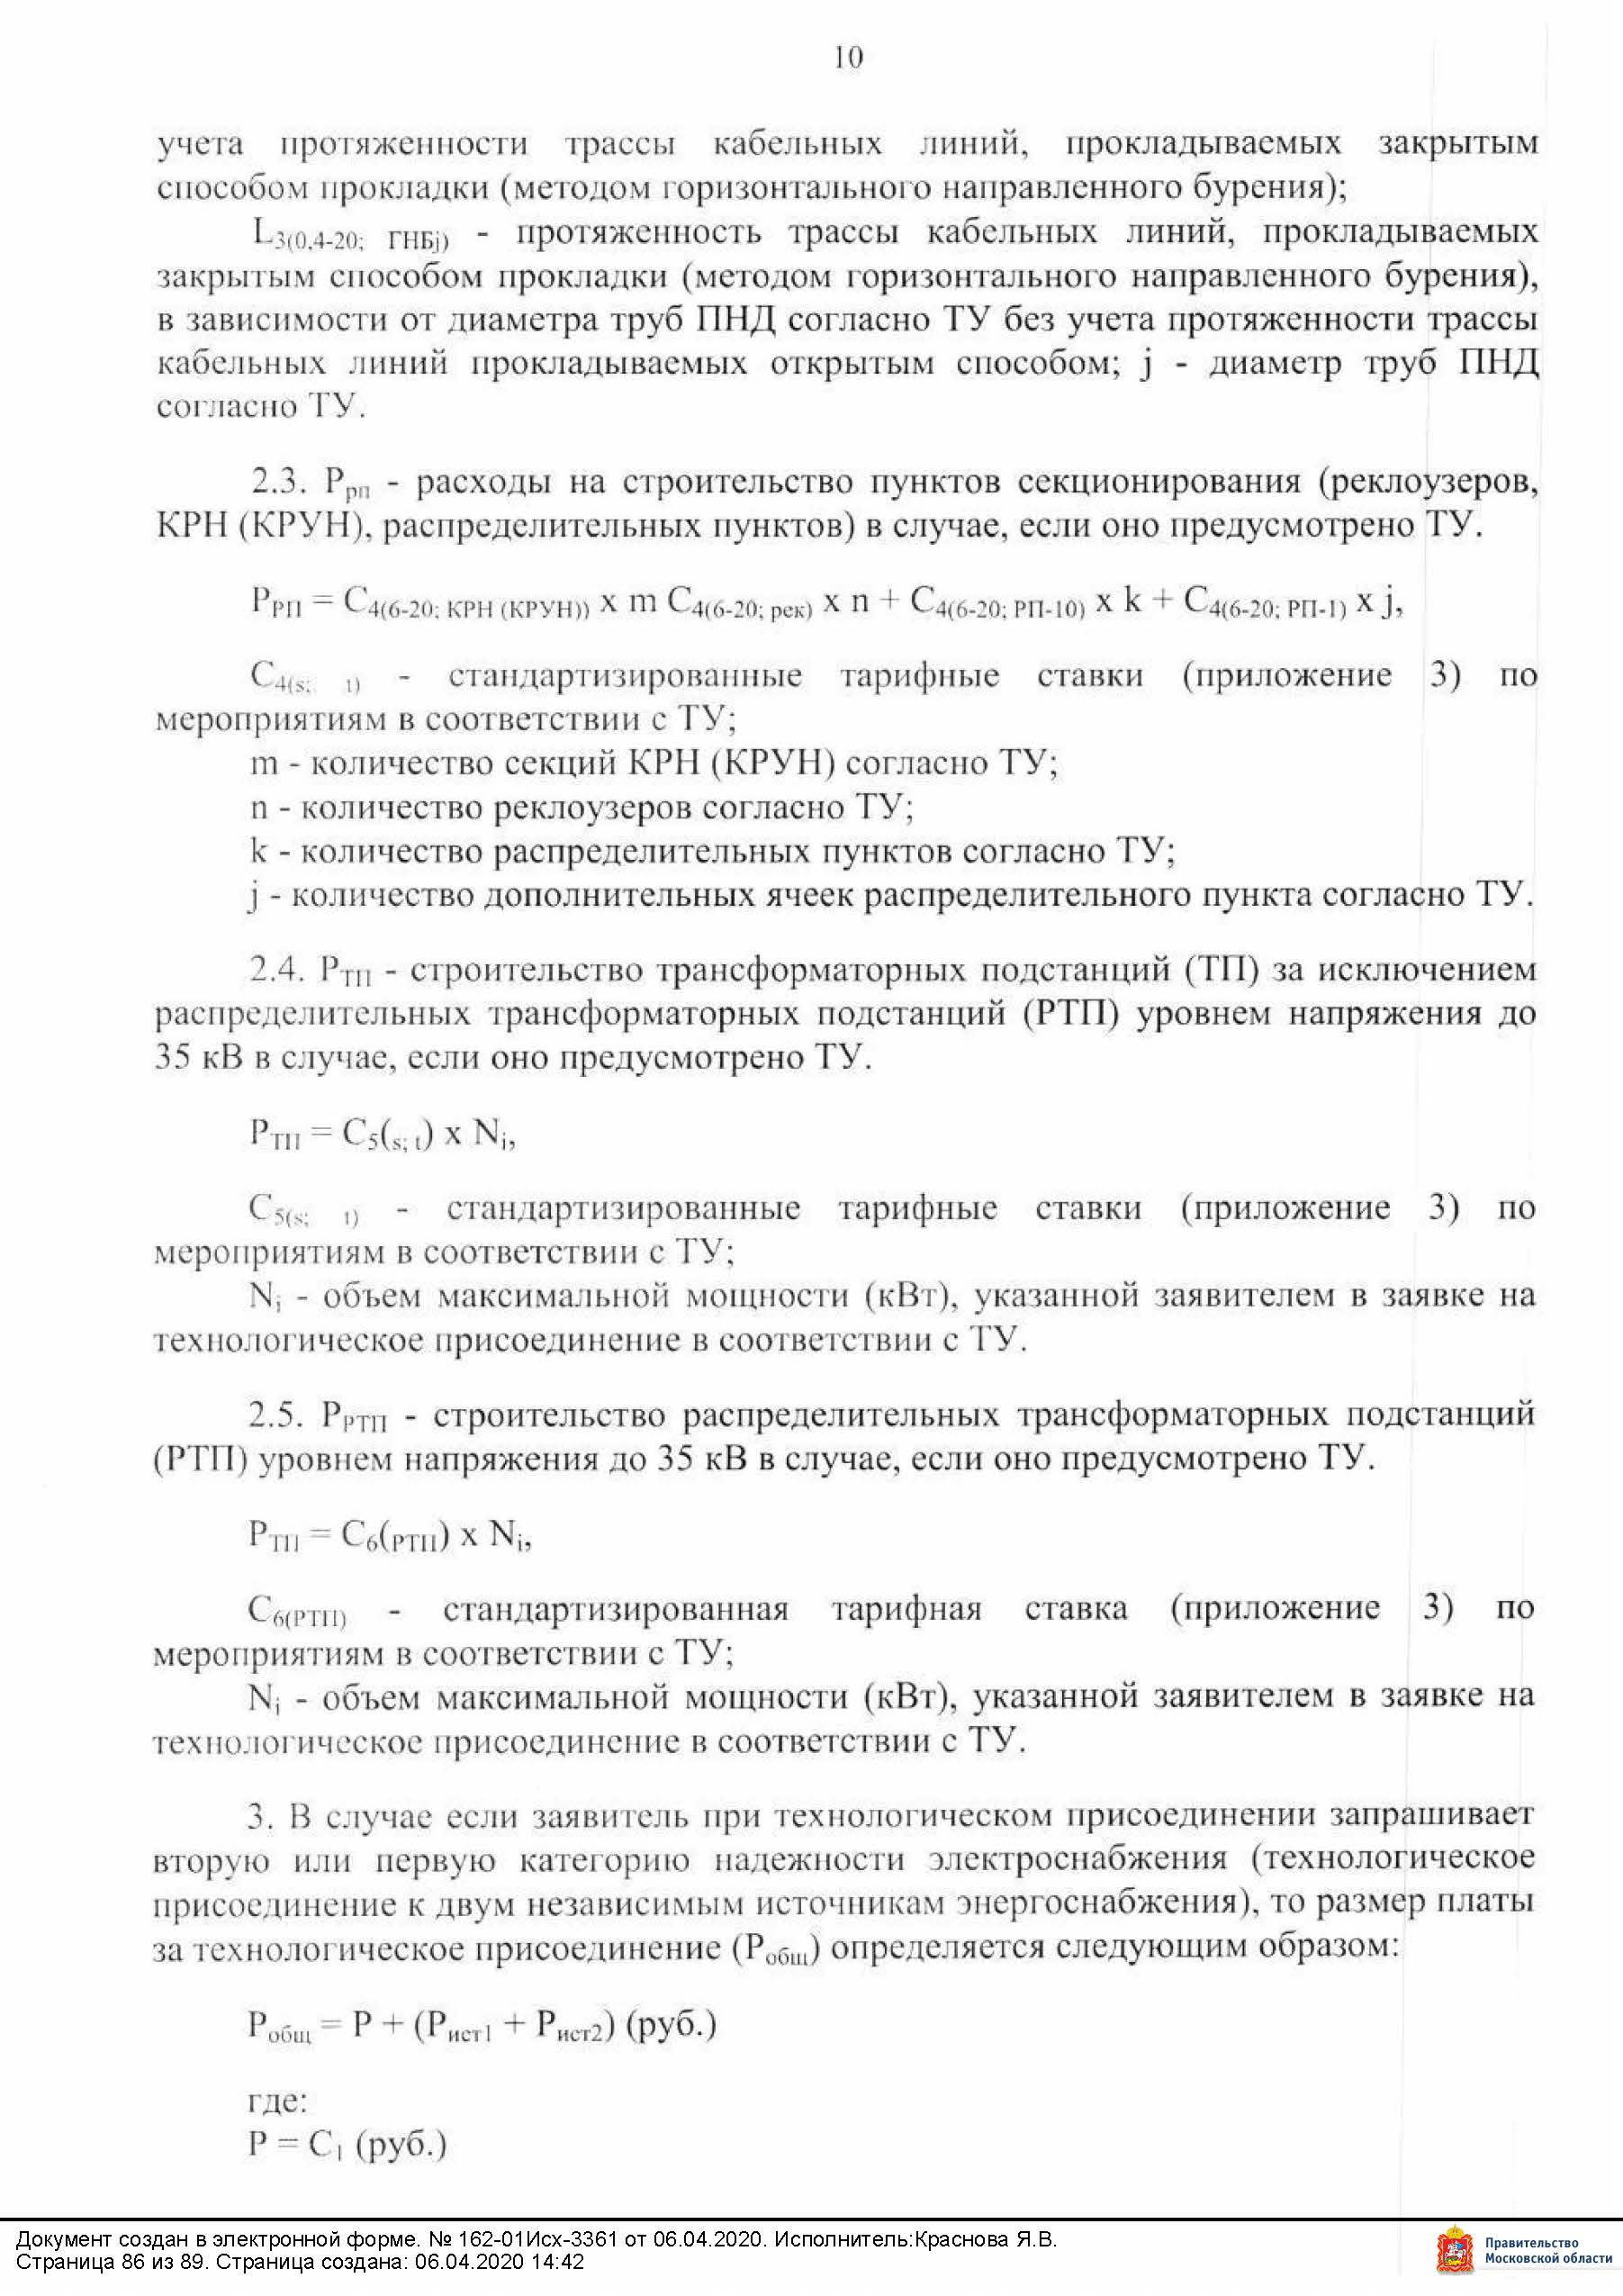 10
учета протяженности трассы кабельных линий, прокладываемых закрытым
способом прокладки (методом горизонтального направленного бурения);
L3(0,4-20; ГНБj) - протяженность трассы кабельных линий, прокладываемых
закрытым способом прокладки (методом горизонтального направленного бурения),
в зависимости от диаметра труб ПНД согласно ТУ без учета протяженности трассы
кабельных линий прокладываемых открытым способом; j - диаметр труб ПНД
согласно ТУ.
2.3. Ррп - расходы на строительство пунктов секционирования (реклоузеров,
КРН (КРУН), распределительных пунктов) в случае, если оно предусмотрено ТУ.
РРП = С4(6-20; КРН (КРУН)) х m С4(6-20; рек) х n + С4(6-20; РП-10) х k + С4(6-20; РП-1) х j,
С4(s; t) - стандартизированные тарифные ставки (приложение 3) по
мероприятиям в соответствии с ТУ;
m - количество секций КРН (КРУН) согласно ТУ;
n - количество реклоузеров согласно ТУ;
k - количество распределительных пунктов согласно ТУ;
j - количество дополнительных ячеек распределительного пункта согласно ТУ.
2.4. РТП - строительство трансформаторных подстанций (ТП) за исключением
распределительных трансформаторных подстанций (РТП) уровнем напряжения до
35 кВ в случае, если оно предусмотрено ТУ.
РТП = С5(s; t) х Ni,
С5(s; t) - стандартизированные тарифные ставки (приложение 3) по
мероприятиям в соответствии с ТУ;
Ni - объем максимальной мощности (кВт), указанной заявителем в заявке на
технологическое присоединение в соответствии с ТУ.
2.5. РРТП - строительство распределительных трансформаторных подстанций
(РТП) уровнем напряжения до 35 кВ в случае, если оно предусмотрено ТУ.
РТП = С6(РТП) х Ni,
С6(РТП) - стандартизированная тарифная ставка (приложение 3) по
мероприятиям в соответствии с ТУ;
Ni - объем максимальной мощности (кВт), указанной заявителем в заявке на
технологическое присоединение в соответствии с ТУ.
3. В случае если заявитель при технологическом присоединении запрашивает
вторую или первую категорию надежности электроснабжения (технологическое
присоединение к двум независимым источникам энергоснабжения), то размер платы
за технологическое присоединение (Робщ) определяется следующим образом:
Робщ = Р + (Рист1 + Рист2) (руб.)
где:
Р = С1 (руб.)
Документ создан в электронной форме. № 162-01Исх-3361 от 06.04.2020. Исполнитель:Краснова Я.В.
Страница 86 из 89. Страница создана: 06.04.2020 14:42
Правительство
Московской области